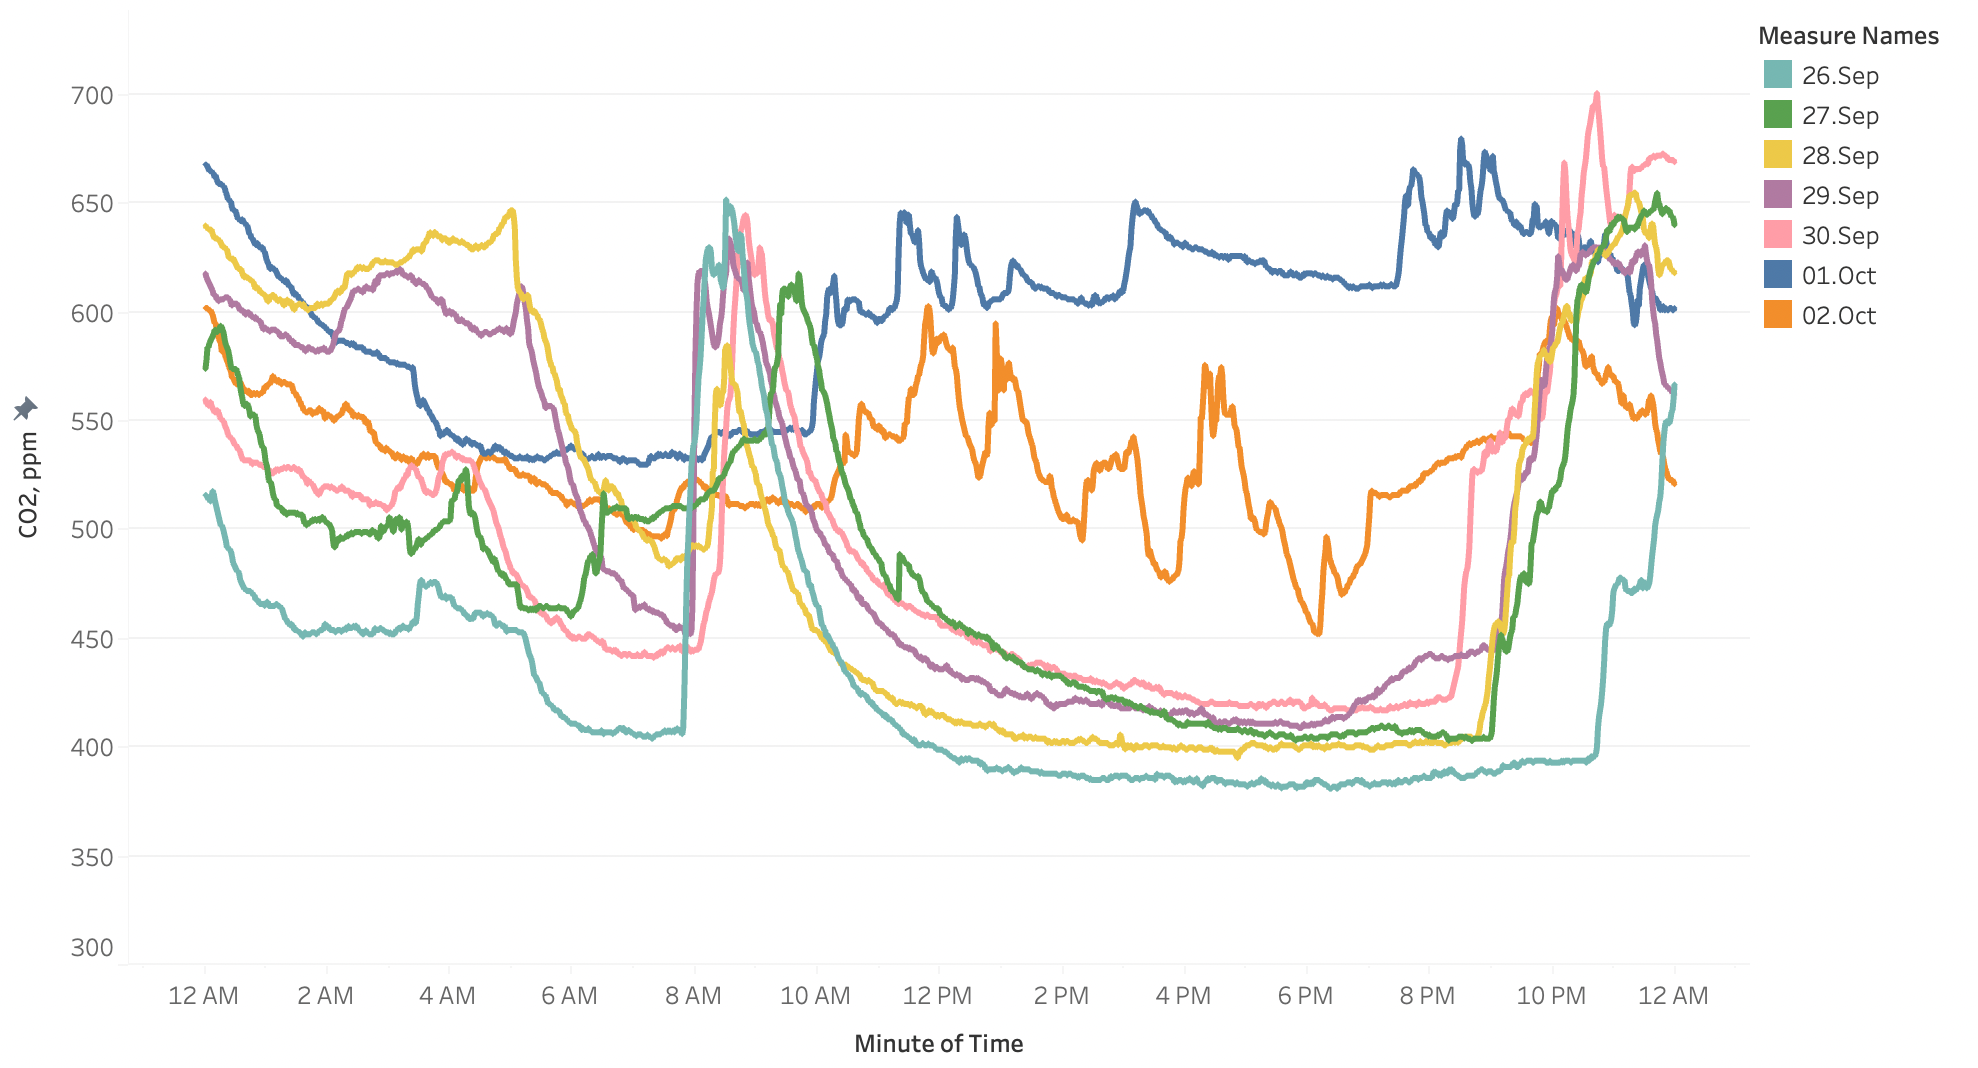 Measure Names
26.Sep
27.Sep
28.Sep
29.Sep
30.Sep
01.Oct
02.Oct
CO2, ppm
700
650
600
550
500
450
400
350
300
12 AM 2 AM 4 AM 6 AM 8 AM 10 AM 12 PM 2 PM 4 PM 6 PM 8 PM 10 PM 12 AM
Minute of Time